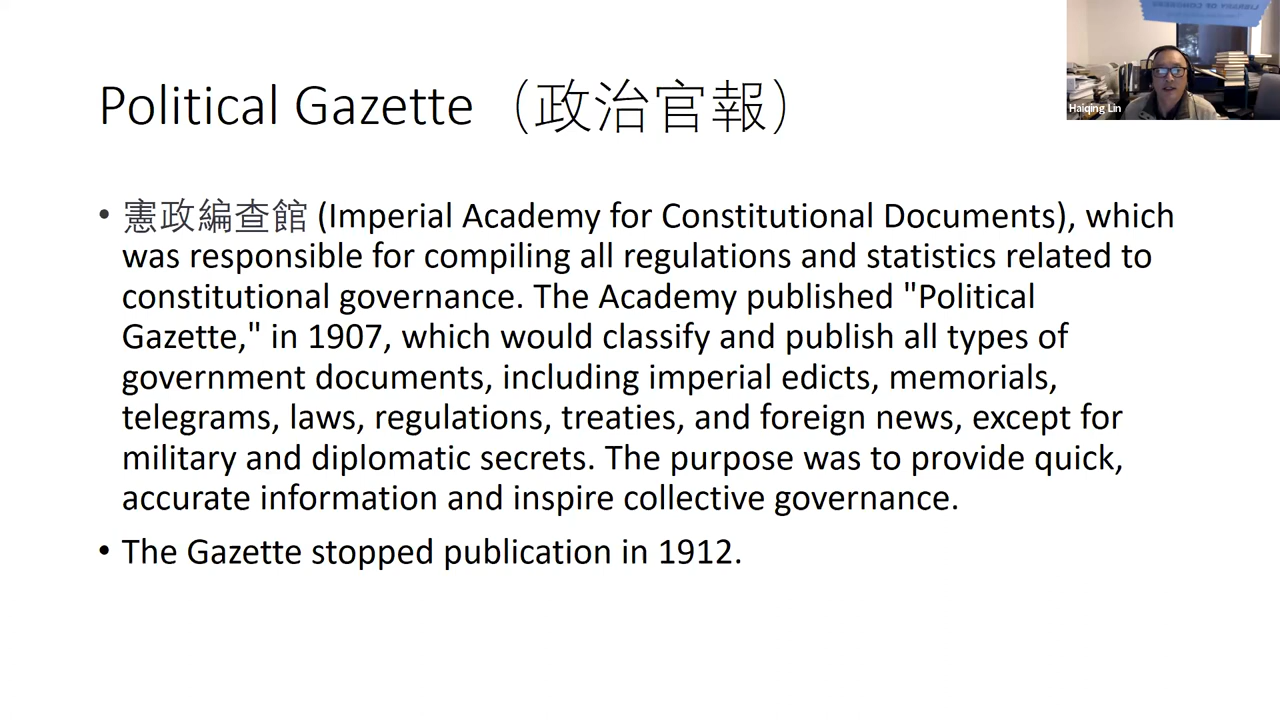 LIBRARY OF CONGRESS
Political Gazette（政治官報）
Haiqing Lin
• 憲政編查館 (Imperial Academy for Constitutional Documents), which
was responsible for compiling all regulations and statistics related to
constitutional governance. The Academy published "Political
Gazette," in 1907, which would classify and publish all types of
government documents, including imperial edicts, memorials,
telegrams, laws, regulations, treaties, and foreign news, except for
military and diplomatic secrets. The purpose was to provide quick,
accurate information and inspire collective governance.
• The Gazette stopped publication in 1912.